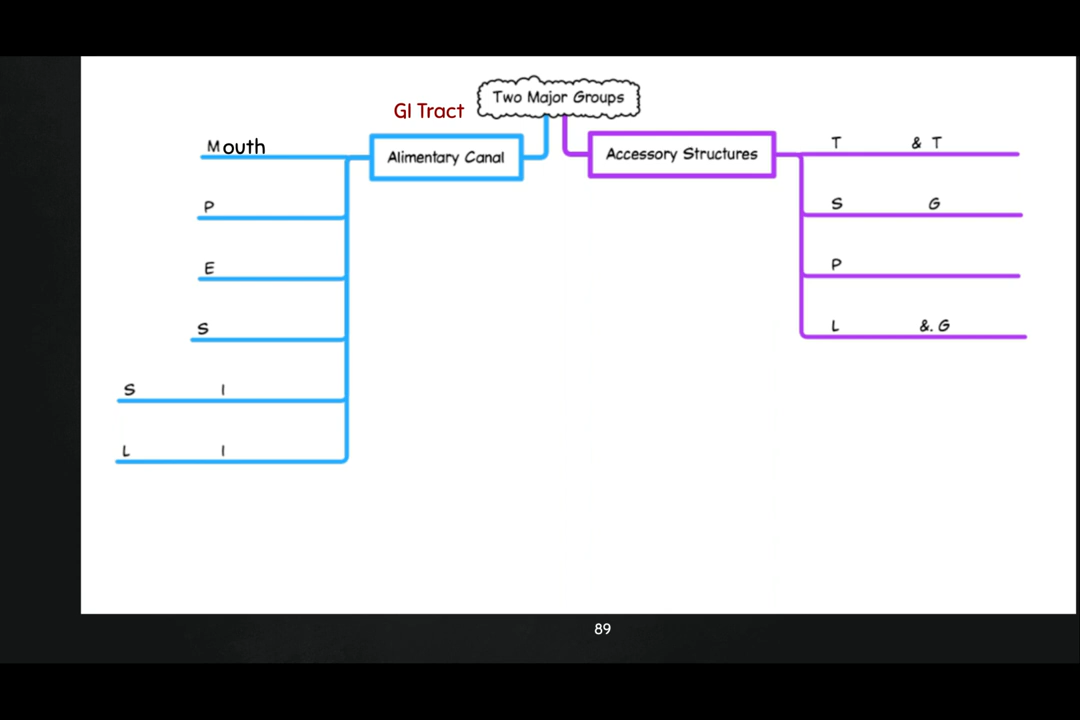 Two Major Groups
GI Tract
Alimentary Canal
Mouth
P
E
S
S I
L I
Accessory Structures
T & T
S G
P
L &. G
89